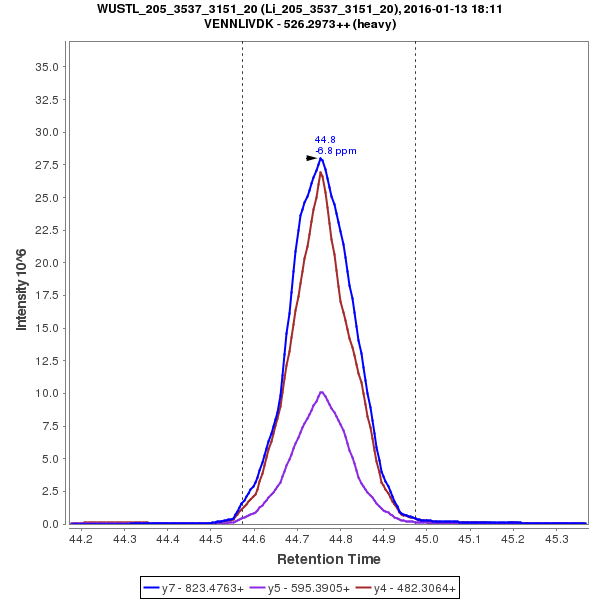 WUSTL_205_3537_3151_20 (Li_205_3537_3151_20), 2016-01-13 18:11
VENNLIVDK - 526.2973++ (heavy)
44.8
-6.8 ppm
35.0
32.5
30.0
27.5
25.0
22.5
20.0
17.5
15.0
12.5
10.0
7.5
5.0
2.5
0.0
Intensity 10^6
44.2 44.3 44.4 44.5 44.6 44.7 44.8 44.9 45.0 45.1 45.2 45.3
Retention Time
y7 - 823.4763+ y5 - 595.3905+ y4 - 482.3064+